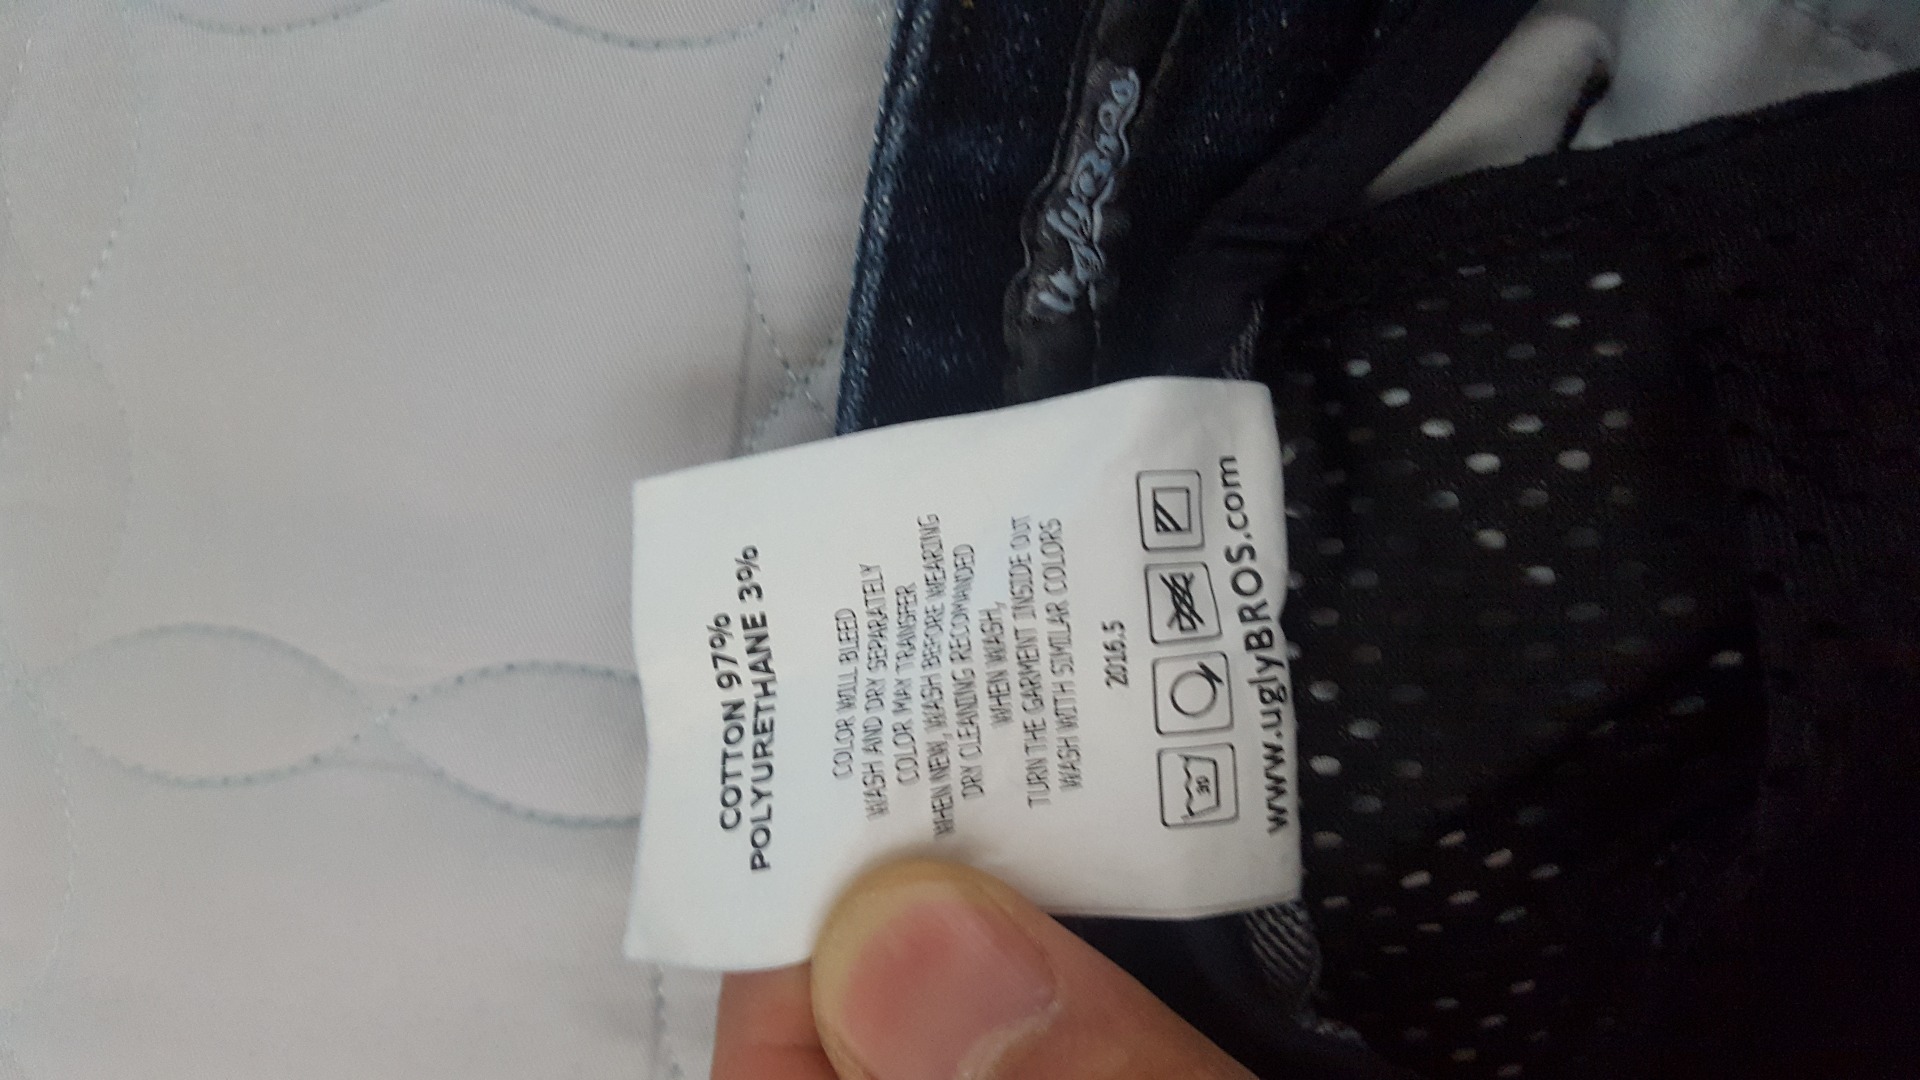 UglyBros
COTTON 97%
POLYURETHANE 3%
COLOR WILL BLEED
WASH AND DRY SEPARATELY
COLOR MAY TRANSFER
WHEN NEW, WASH BEFORE WEARING
DRY CLEANING RECOMANDED
WHEN WASH,
TURN THE GARMENT INSIDE OUT
WASH WITH SIMILAR COLORS
2016.5
30
www.uglyBROS.com